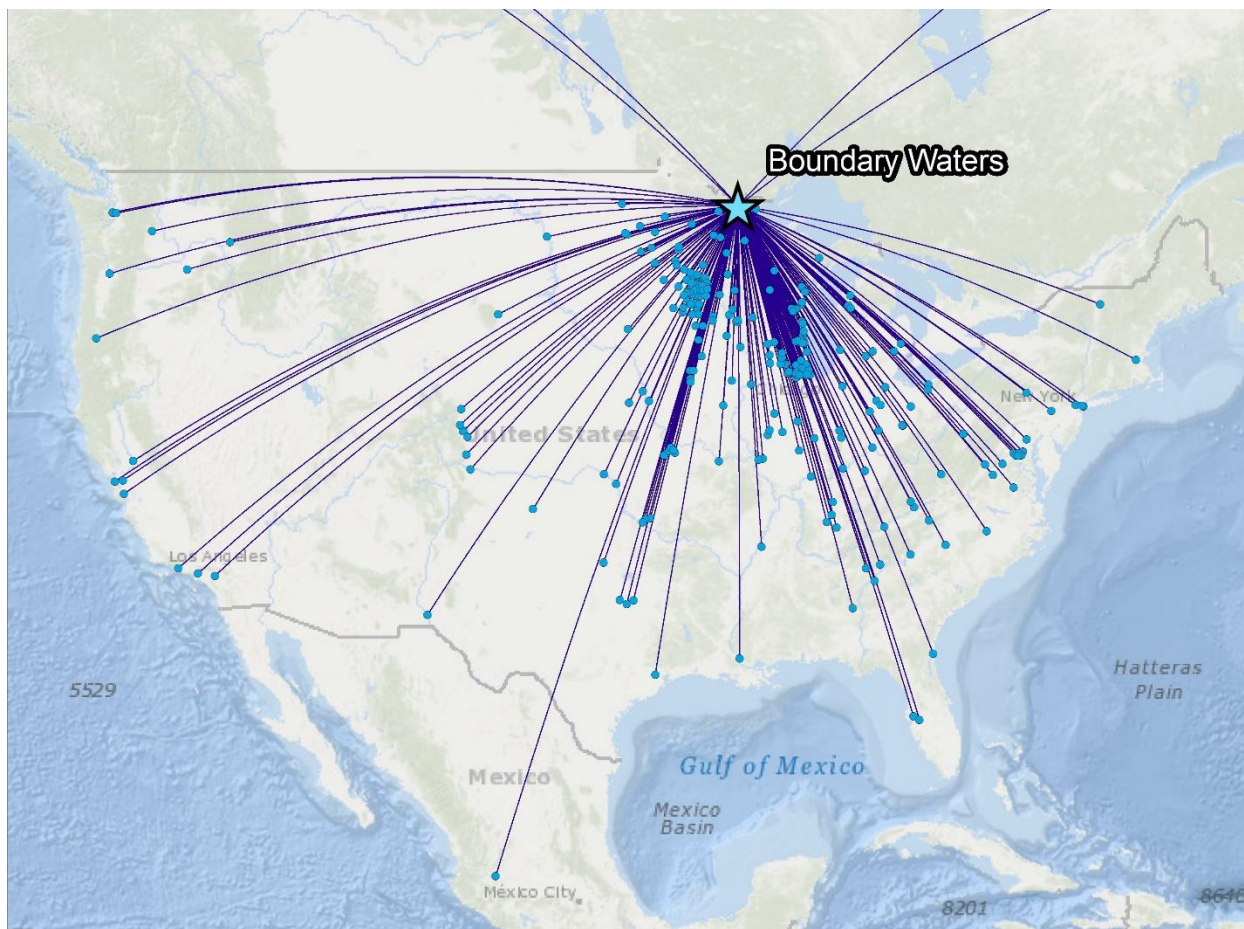 Boundary Waters
New York
United States
Los Angeles
Hatteras
Plain
5529
Gulf of Mexico
Mexico
Mexico
Basin
México City
8201